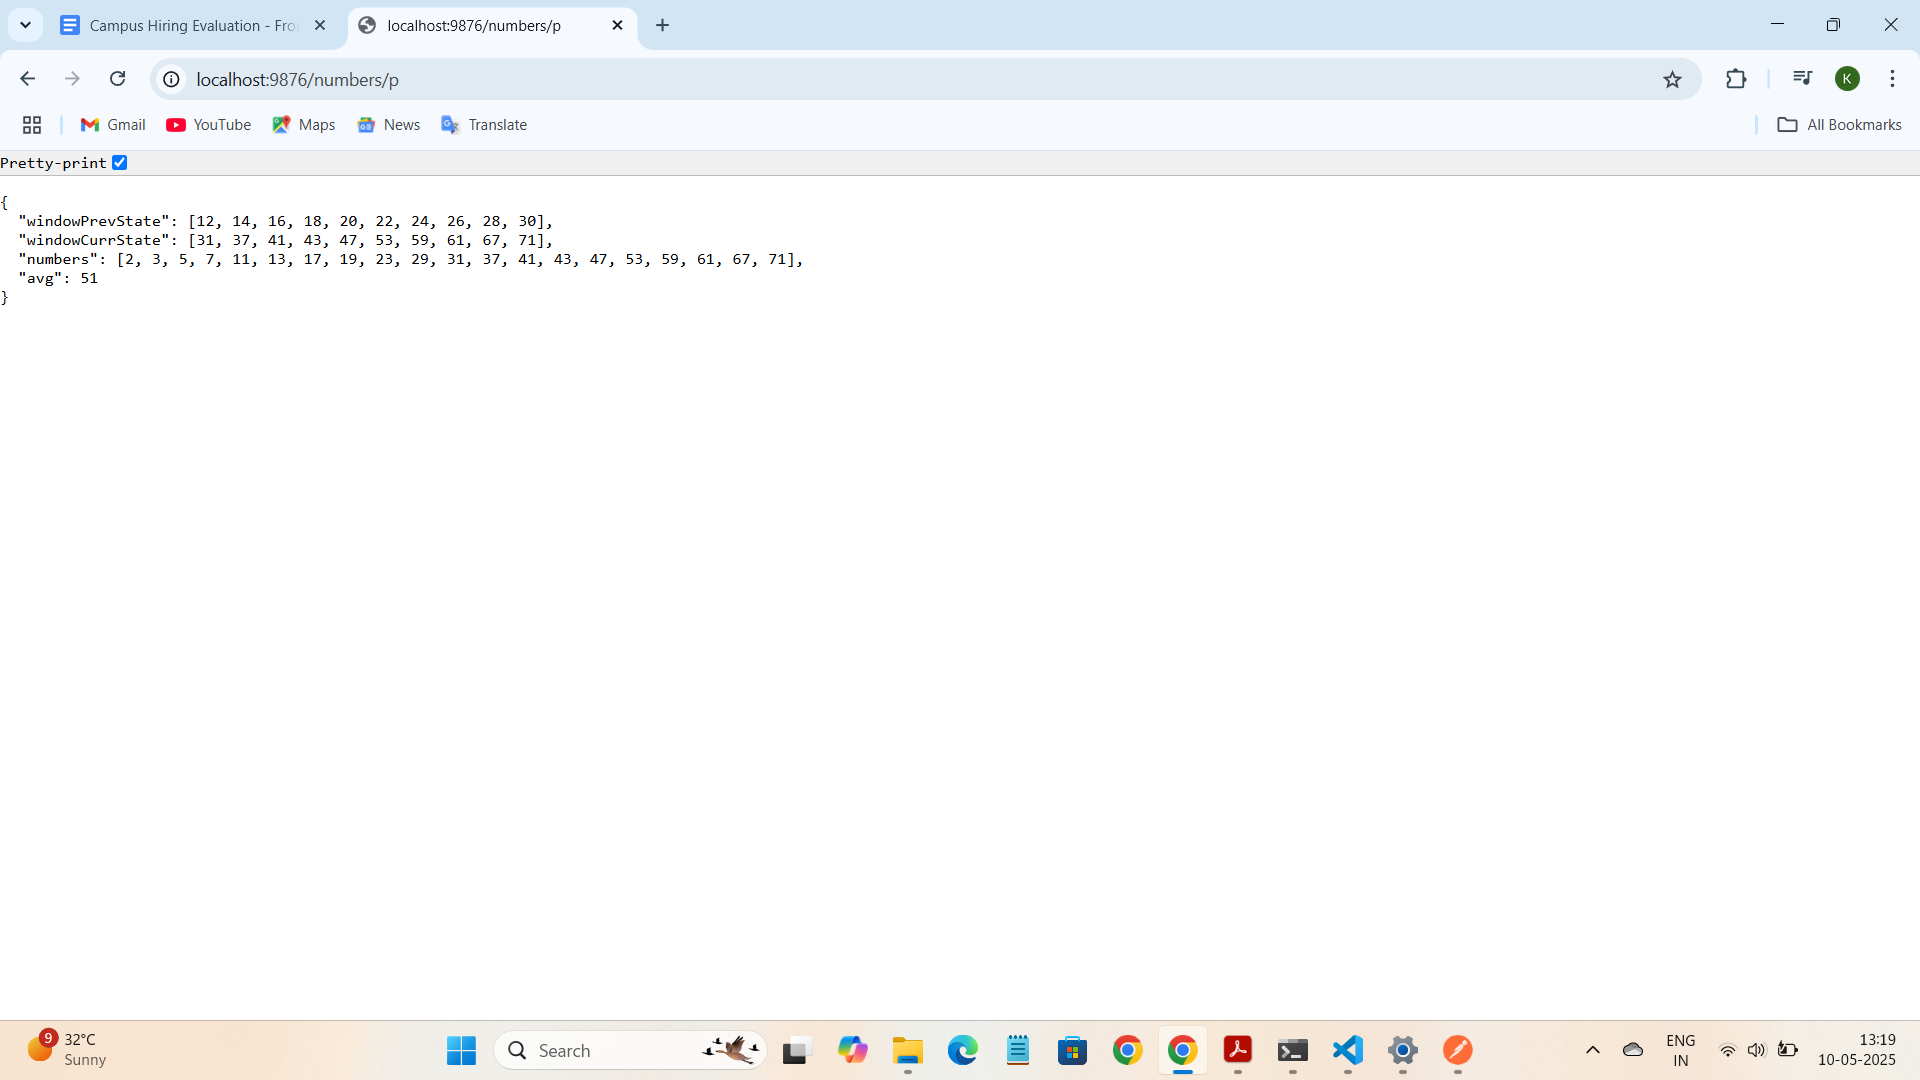 Campus Hiring Evaluation - Fro
localhost:9876/numbers/p
localhost:9876/numbers/p
K
Gmail
YouTube
Maps
News
Translate
All Bookmarks
Pretty-print
{
"windowPrevState": [12, 14, 16, 18, 20, 22, 24, 26, 28, 30],
"windowCurrState": [31, 37, 41, 43, 47, 53, 59, 61, 67, 71],
"numbers": [2, 3, 5, 7, 11, 13, 17, 19, 23, 29, 31, 37, 41, 43, 47, 53, 59, 61, 67, 71],
"avg": 51
}
9
32°C
Sunny
Search
ENG
IN
13:19
10-05-2025